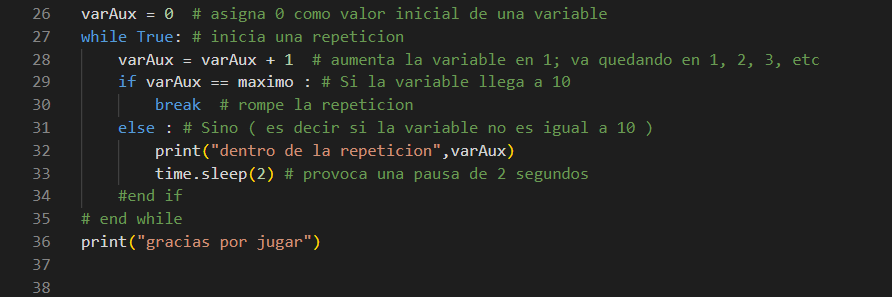 26 varAux = 0  # asigna 0 como valor inicial de una variable
27 while True: # inicia una repeticion
28     varAux = varAux + 1  # aumenta la variable en 1; va quedando en 1, 2, 3, etc
29     if varAux == maximo : # Si la variable llega a 10
30         break  # rompe la repeticion
31     else : # Sino ( es decir si la variable no es igual a 10 )
32         print("dentro de la repeticion",varAux)
33         time.sleep(2) # provoca una pausa de 2 segundos
34     #end if
35 # end while
36 print("gracias por jugar")
37
38